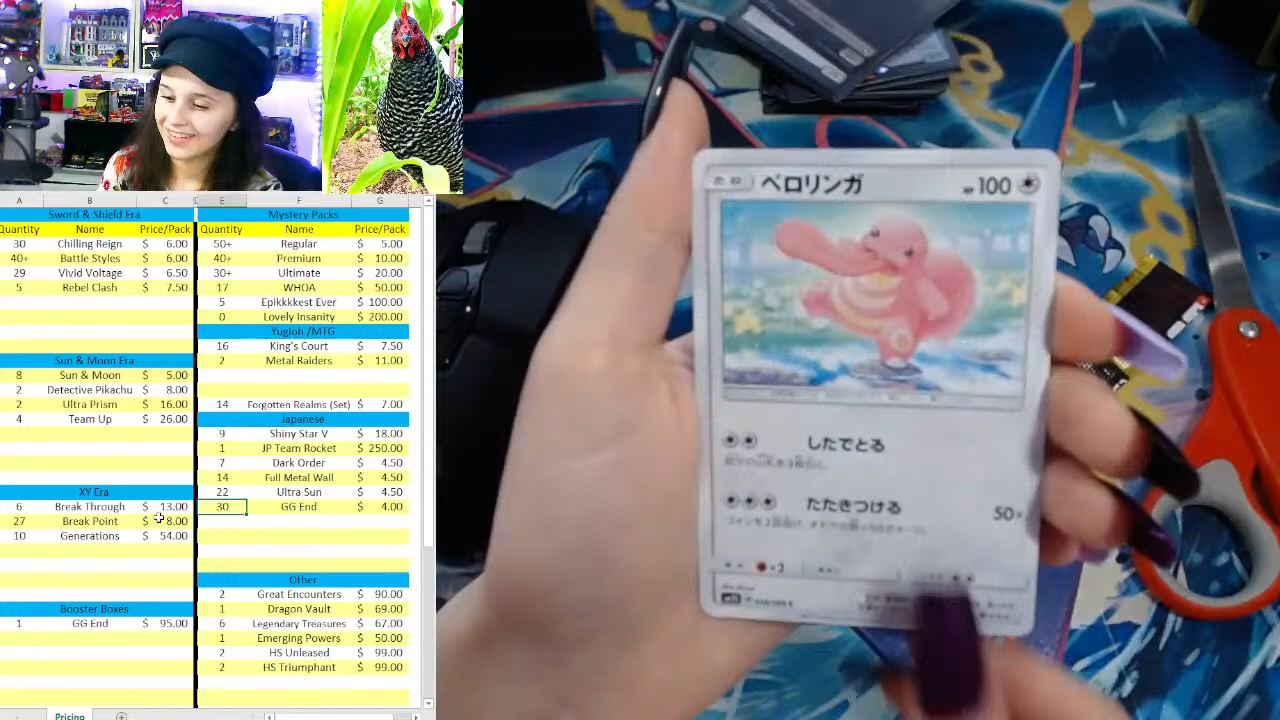 A B C D E F G
Sword & Shield Era
Quantity Name Price/Pack
30 Chilling Reign $ 6.00
40+ Battle Styles $ 6.00
29 Vivid Voltage $ 6.50
5 Rebel Clash $ 7.50
Sun & Moon Era
8 Sun & Moon $ 5.00
2 Detective Pikachu $ 8.00
2 Ultra Prism $ 16.00
4 Team Up $ 26.00
XY Era
6 Break Through $ 13.00
27 Break Point $ 8.00
10 Generations $ 54.00
Booster Boxes
1 GG End $ 95.00
Mystery Packs
Quantity Name Price/Pack
50+ Regular $ 5.00
40+ Premium $ 10.00
30+ Ultimate $ 20.00
17 WHOA $ 50.00
5 Epikkkkest Ever $ 100.00
0 Lovely Insanity $ 200.00
Yugioh /MTG
16 King's Court $ 7.50
2 Metal Raiders $ 11.00
14 Forgotten Realms (Set) $ 7.00
Japanese
9 Shiny Star V $ 18.00
1 JP Team Rocket $ 250.00
7 Dark Order $ 4.50
14 Full Metal Wall $ 4.50
22 Ultra Sun $ 4.50
30 GG End $ 4.00
Other
2 Great Encounters $ 90.00
1 Dragon Vault $ 69.00
6 Legendary Treasures $ 67.00
1 Emerging Powers $ 50.00
2 HS Unleased $ 99.00
2 HS Triumphant $ 99.00
Pricing
ベロリンガ HP 100
したでとる
たたきつける 50×
×2